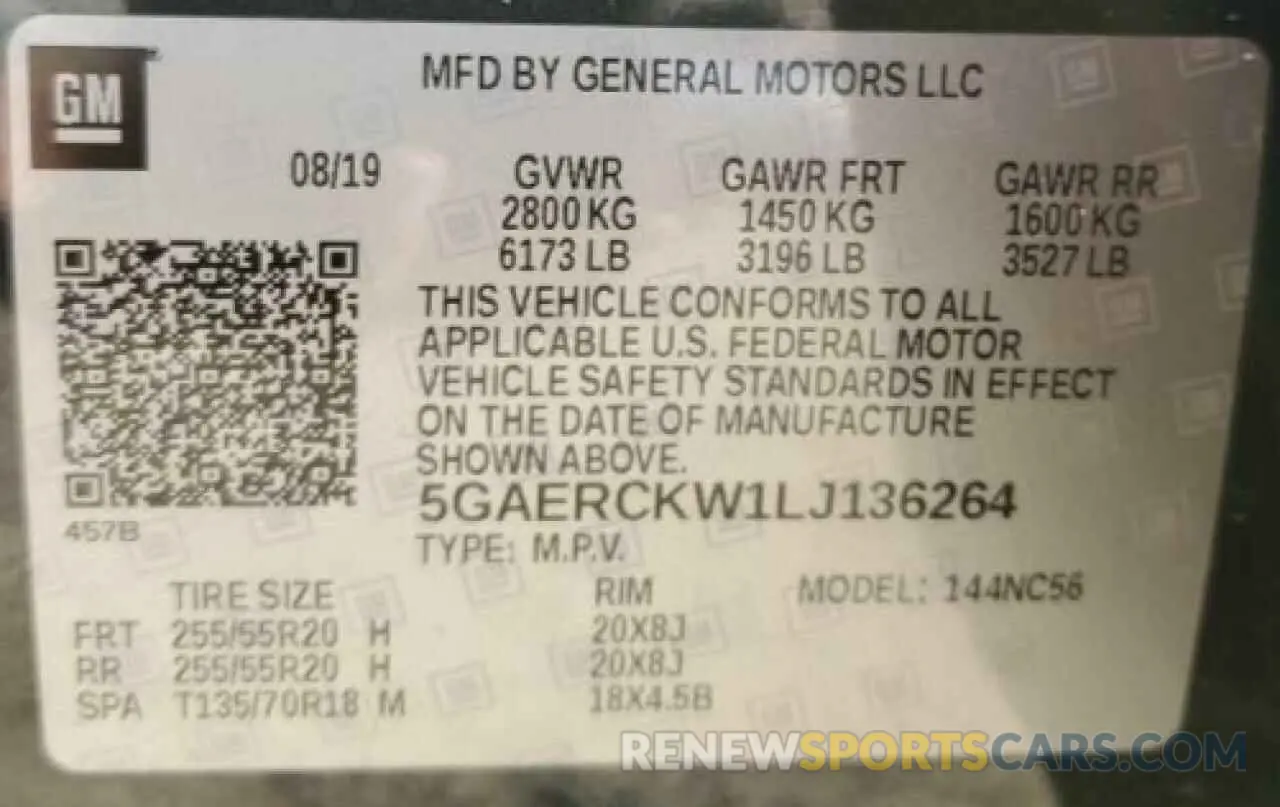 GM
MFD BY GENERAL MOTORS LLC
08/19 GVWR GAWR FRT GAWR RR
2800 KG 1450 KG 1600 KG
6173 LB 3196 LB 3527 LB
THIS VEHICLE CONFORMS TO ALL
APPLICABLE U.S. FEDERAL MOTOR
VEHICLE SAFETY STANDARDS IN EFFECT
ON THE DATE OF MANUFACTURE
SHOWN ABOVE.
5GAERCKW1LJ136264
457B
TYPE: M.P.V.
TIRE SIZE RIM MODEL: 144NC56
FRT 255/55R20 H 20X8J
RR 255/55R20 H 20X8J
SPA T135/70R18 M 18X4.5B
RENEWSPORTSCARS.COM